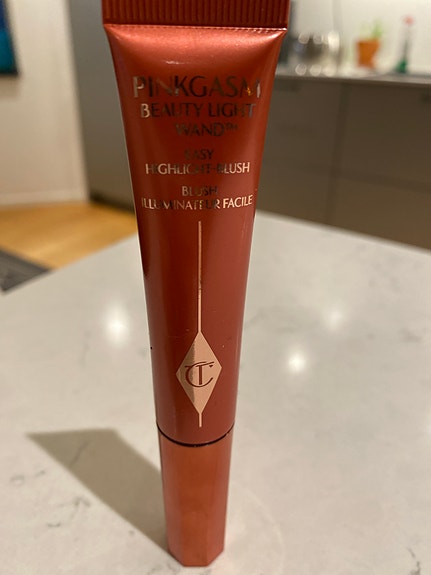 PINKGASM
BEAUTY LIGHT
WAND™
EASY
HIGHLIGHT-BLUSH
BLUSH
ILLUMINATEUR FACILE
CT